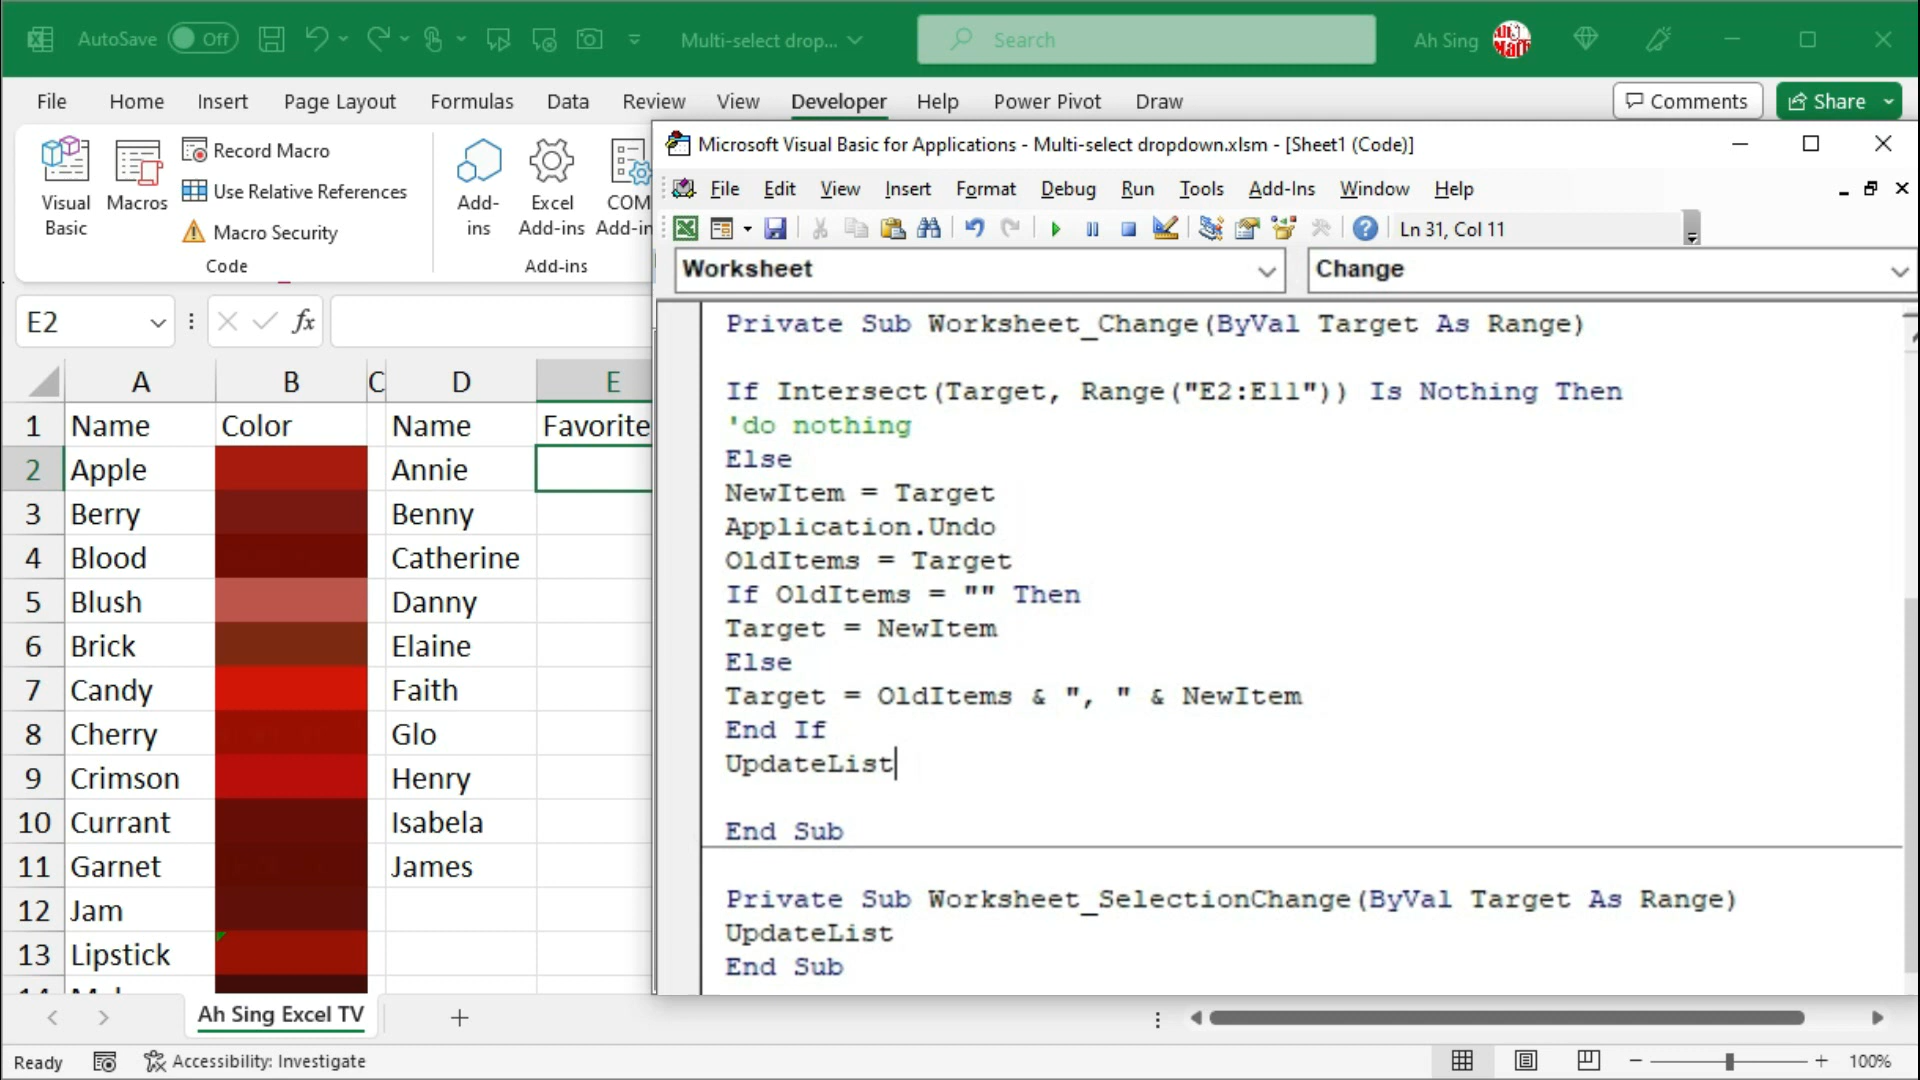 AutoSave Off Multi-select drop... Search Ah Sing
File Home Insert Page Layout Formulas Data Review View Developer Help Power Pivot Draw Comments Share
Visual Basic
Macros
Record Macro
Use Relative References
Macro Security
Code
Add-ins
Excel Add-ins
COM Add-in
Add-ins
Microsoft Visual Basic for Applications - Multi-select dropdown.xlsm - [Sheet1 (Code)]
File Edit View Insert Format Debug Run Tools Add-Ins Window Help
Ln 31, Col 11
Worksheet Change
E2 fx
A B C D E
1 Name Color Name Favorite
2 Apple Annie
3 Berry Benny
4 Blood Catherine
5 Blush Danny
6 Brick Elaine
7 Candy Faith
8 Cherry Glo
9 Crimson Henry
10 Currant Isabela
11 Garnet James
12 Jam
13 Lipstick
Private Sub Worksheet_Change(ByVal Target As Range)
If Intersect(Target, Range("E2:E11")) Is Nothing Then
'do nothing
Else
NewItem = Target
Application.Undo
OldItems = Target
If OldItems = "" Then
Target = NewItem
Else
Target = OldItems & ", " & NewItem
End If
UpdateList
End Sub
Private Sub Worksheet_SelectionChange(ByVal Target As Range)
UpdateList
End Sub
Ah Sing Excel TV
Ready Accessibility: Investigate 100%